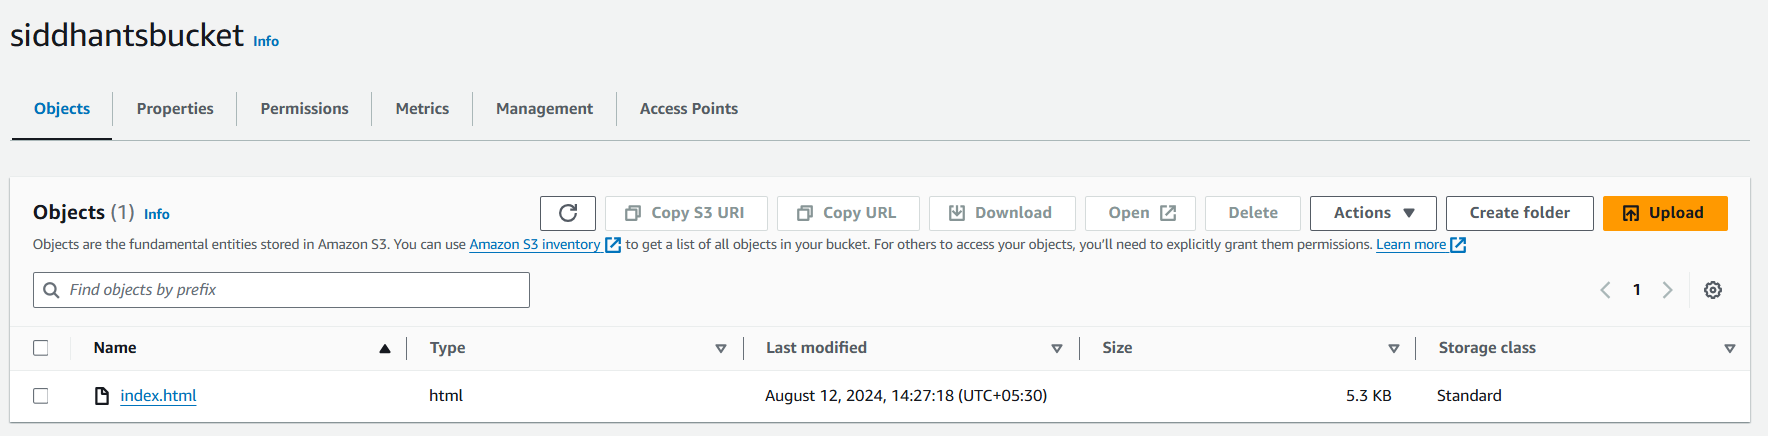 siddhantsbucket Info
Objects Properties Permissions Metrics Management Access Points
Objects (1) Info Copy S3 URI Copy URL Download Open Delete Actions Create folder Upload
Objects are the fundamental entities stored in Amazon S3. You can use Amazon S3 inventory to get a list of all objects in your bucket. For others to access your objects, you'll need to explicitly grant them permissions. Learn more
Find objects by prefix 1
Name Type Last modified Size Storage class
index.html html August 12, 2024, 14:27:18 (UTC+05:30) 5.3 KB Standard